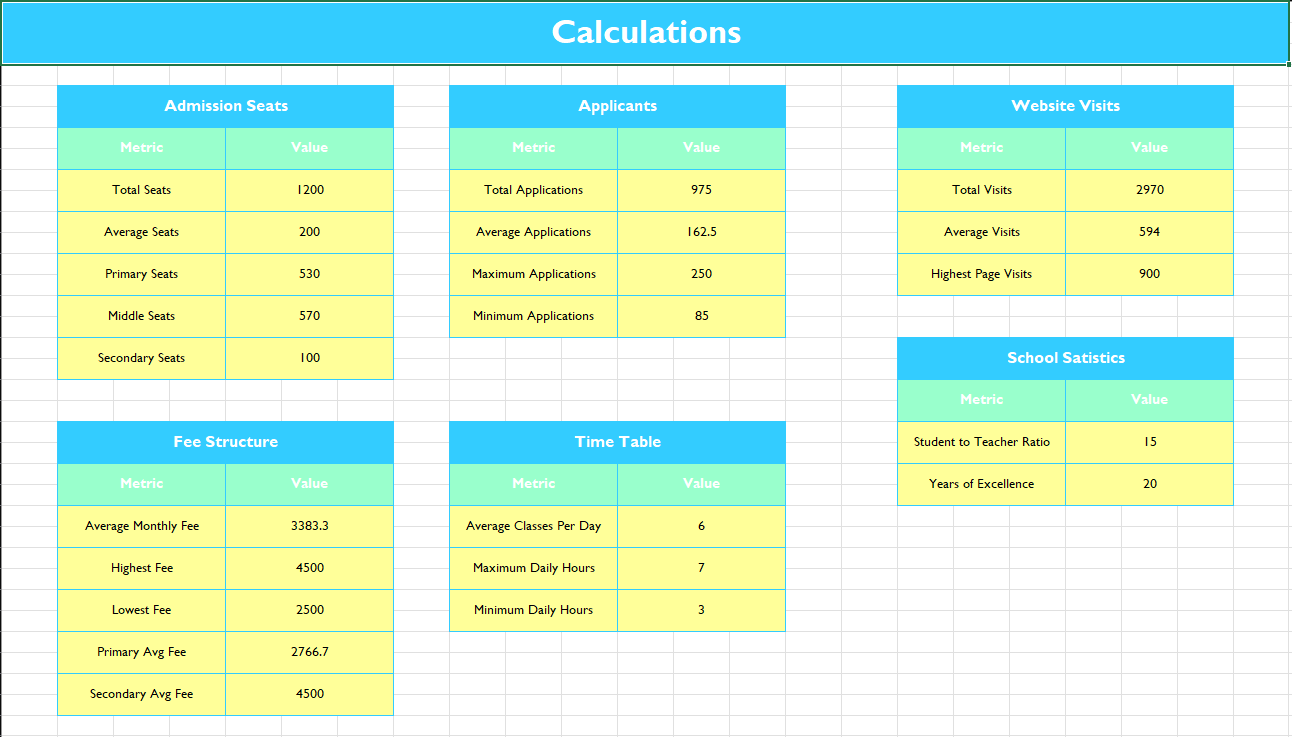 Calculations
Admission Seats
Metric Value
Total Seats 1200
Average Seats 200
Primary Seats 530
Middle Seats 570
Secondary Seats 100
Applicants
Metric Value
Total Applications 975
Average Applications 162.5
Maximum Applications 250
Minimum Applications 85
Website Visits
Metric Value
Total Visits 2970
Average Visits 594
Highest Page Visits 900
School Satistics
Metric Value
Student to Teacher Ratio 15
Years of Excellence 20
Fee Structure
Metric Value
Average Monthly Fee 3383.3
Highest Fee 4500
Lowest Fee 2500
Primary Avg Fee 2766.7
Secondary Avg Fee 4500
Time Table
Metric Value
Average Classes Per Day 6
Maximum Daily Hours 7
Minimum Daily Hours 3